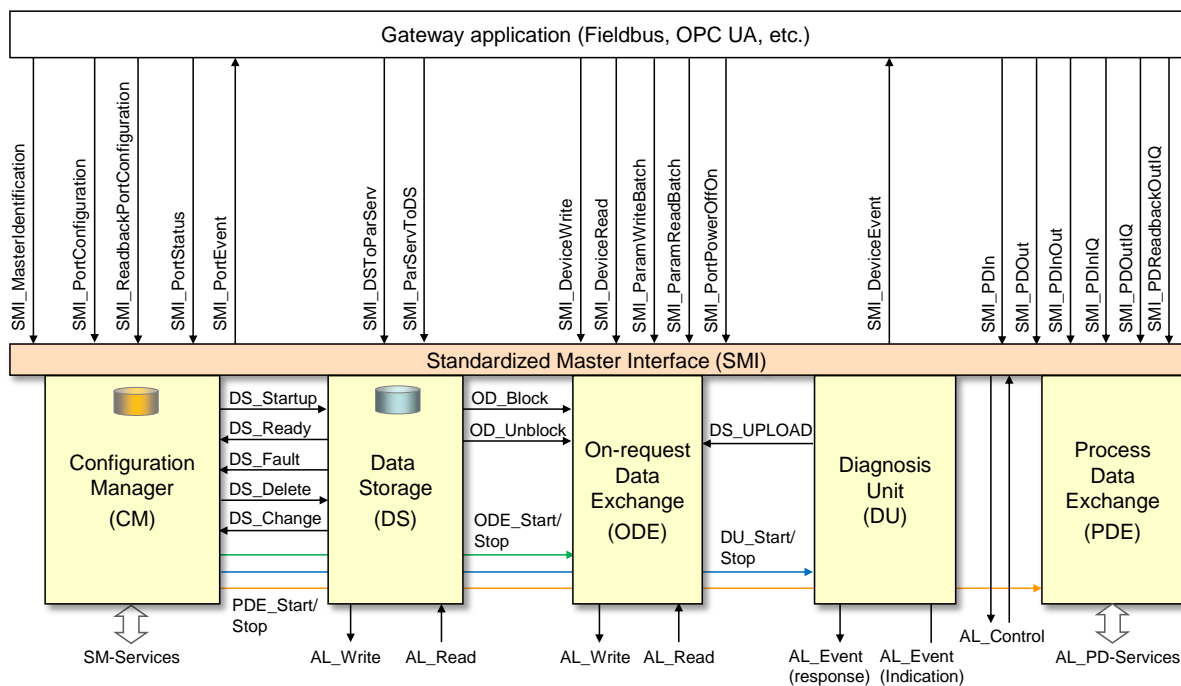 Gateway application (Fieldbus, OPC UA, etc.)
SMI_MasterIdentification
SMI_PortConfiguration
SMI_ReadbackPortConfiguration
SMI_PortStatus
SMI_PortEvent
SMI_DSToParServ
SMI_ParServToDS
SMI_DeviceWrite
SMI_DeviceRead
SMI_ParamWriteBatch
SMI_ParamReadBatch
SMI_PortPowerOffOn
SMI_DeviceEvent
SMI_PDIn
SMI_PDOut
SMI_PDInOut
SMI_PDInIQ
SMI_PDOutIQ
SMI_PDReadbackOutIQ
Standardized Master Interface (SMI)
Configuration
Manager
(CM)
DS_Startup
DS_Ready
DS_Fault
DS_Delete
DS_Change
PDE_Start/
Stop
Data
Storage
(DS)
OD_Block
OD_Unblock
ODE_Start/
Stop
On-request
Data
Exchange
(ODE)
DS_UPLOAD
DU_Start/
Stop
Diagnosis
Unit
(DU)
Process
Data
Exchange
(PDE)
SM-Services
AL_Write
AL_Read
AL_Write
AL_Read
AL_Event
(response)
AL_Event
(Indication)
AL_Control
AL_PD-Services